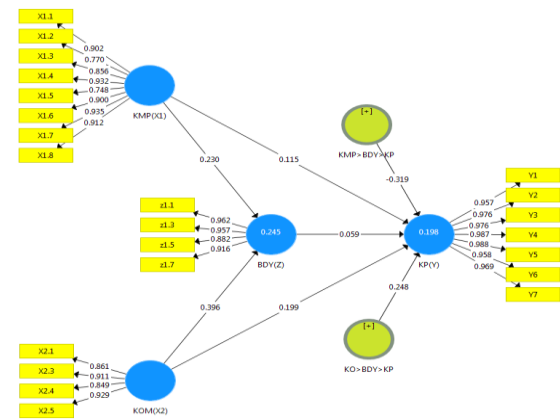 X1.1
X1.2
X1.3
X1.4
X1.5
X1.6
X1.7
X1.8
0.902
0.770
0.856
0.932
0.748
0.900
0.935
0.912
KMP(X1)
[+]
KMP>BDY>KP
0.230
0.115
-0.319
z1.1
z1.3
z1.5
z1.7
0.962
0.957
0.882
0.916
0.245
BDY(Z)
0.059
0.198
KP(Y)
0.957
0.976
0.976
0.987
0.988
0.958
0.969
Y1
Y2
Y3
Y4
Y5
Y6
Y7
0.396
0.199
0.248
[+]
KO>BDY>KP
X2.1
X2.3
X2.4
X2.5
0.861
0.911
0.849
0.929
KOM(X2)